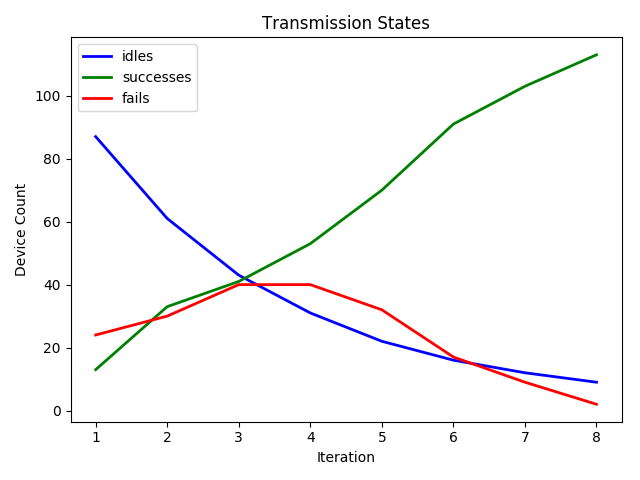 Transmission States
idles
successes
fails
Device Count
100
80
60
40
20
0
1 2 3 4 5 6 7 8
Iteration